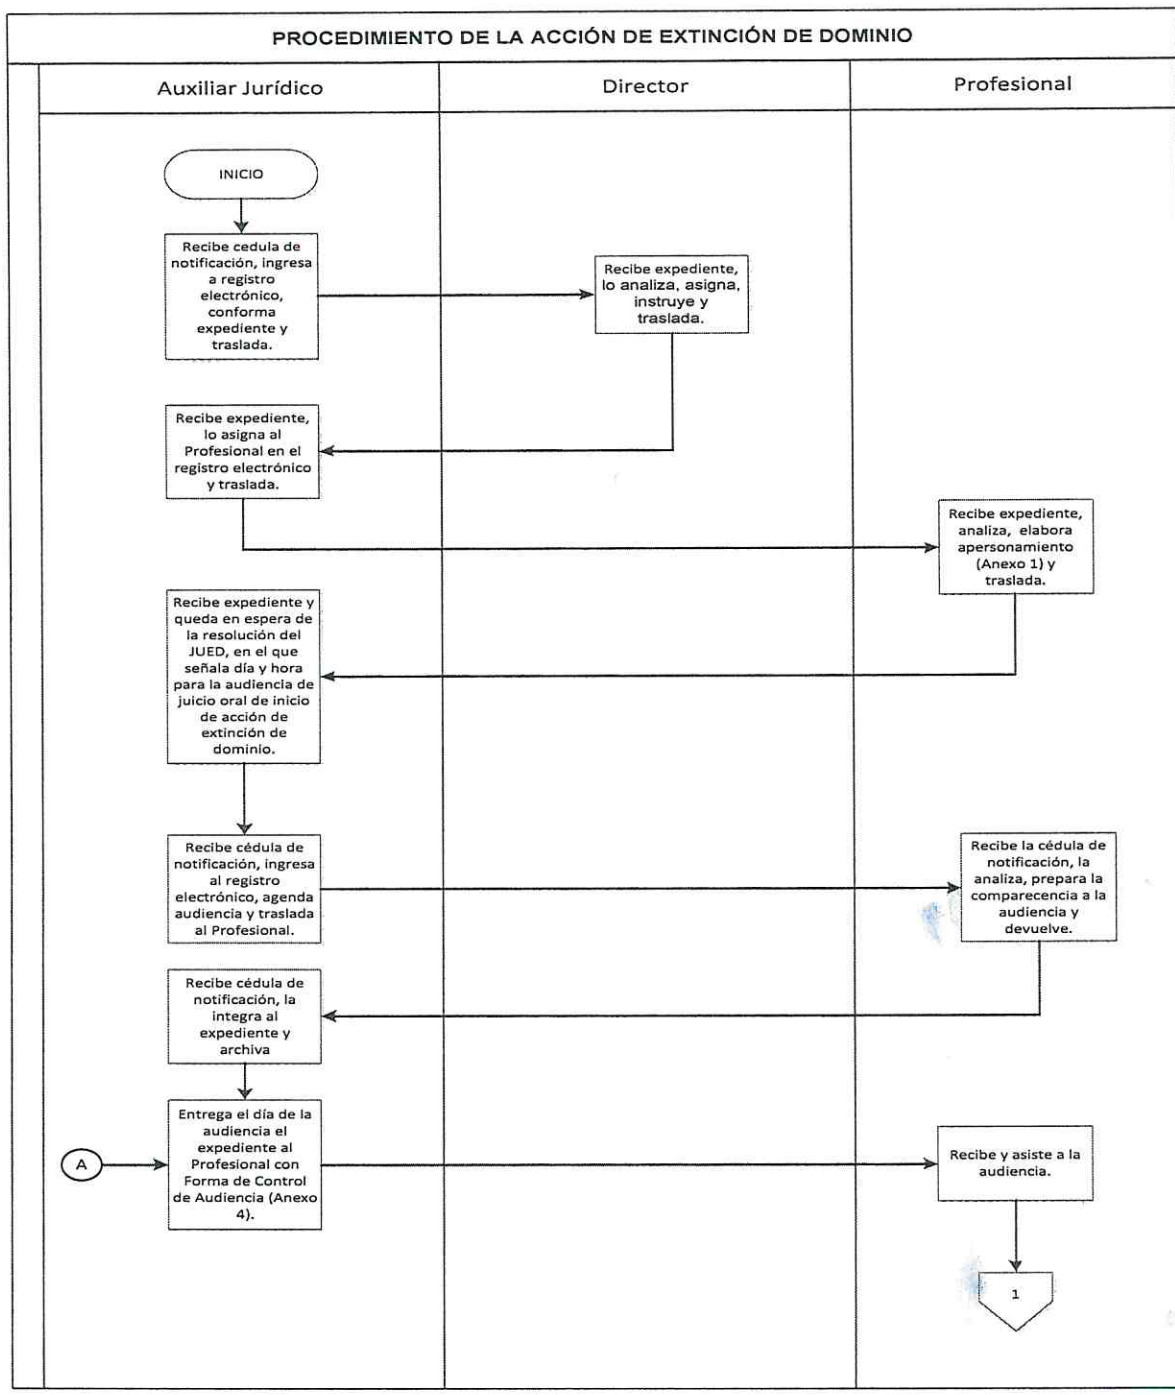 PROCEDIMIENTO DE LA ACCIÓN DE EXTINCIÓN DE DOMINIO
Auxiliar Jurídico
Director
Profesional
INICIO
Recibe cedula de
notificación, ingresa
a registro
electrónico,
conforma
expediente y
traslada.
Recibe expediente,
lo analiza, asigna,
instruye y
traslada.
Recibe expediente,
lo asigna al
Profesional en el
registro electrónico
y traslada.
Recibe expediente,
analiza, elabora
apersonamiento
(Anexo 1) y
traslada.
Recibe expediente y
queda en espera de
la resolución del
JUED, en el que
señala día y hora
para la audiencia de
juicio oral de inicio
de acción de
extinción de
dominio.
Recibe cédula de
notificación, ingresa
al registro
electrónico, agenda
audiencia y traslada
al Profesional.
Recibe la cédula de
notificación, la
analiza, prepara la
comparecencia a la
audiencia y
devuelve.
Recibe cédula de
notificación, la
integra al
expediente y
archiva
A
Entrega el día de la
audiencia el
expediente al
Profesional con
Forma de Control
de Audiencia (Anexo
4).
Recibe y asiste a la
audiencia.
1